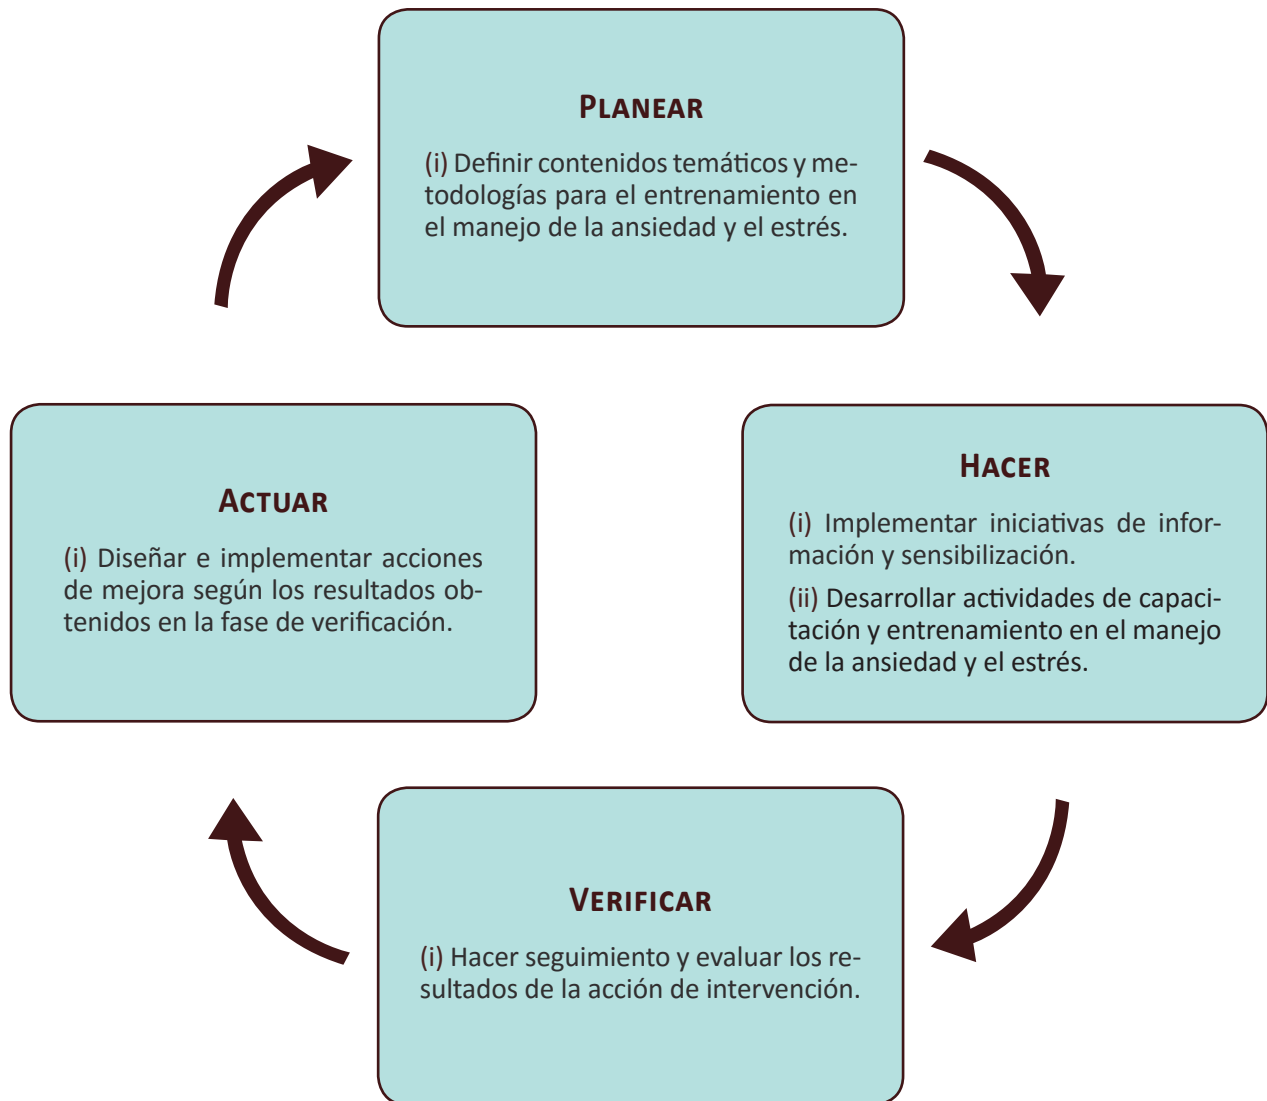 PLANEAR
(i) Definir contenidos temáticos y me-
todologías para el entrenamiento en
el manejo de la ansiedad y el estrés.
HACER
(i) Implementar iniciativas de infor-
mación y sensibilización.
(ii) Desarrollar actividades de capaci-
tación y entrenamiento en el manejo
de la ansiedad y el estrés.
VERIFICAR
(i) Hacer seguimiento y evaluar los re-
sultados de la acción de intervención.
ACTUAR
(i) Diseñar e implementar acciones
de mejora según los resultados ob-
tenidos en la fase de verificación.